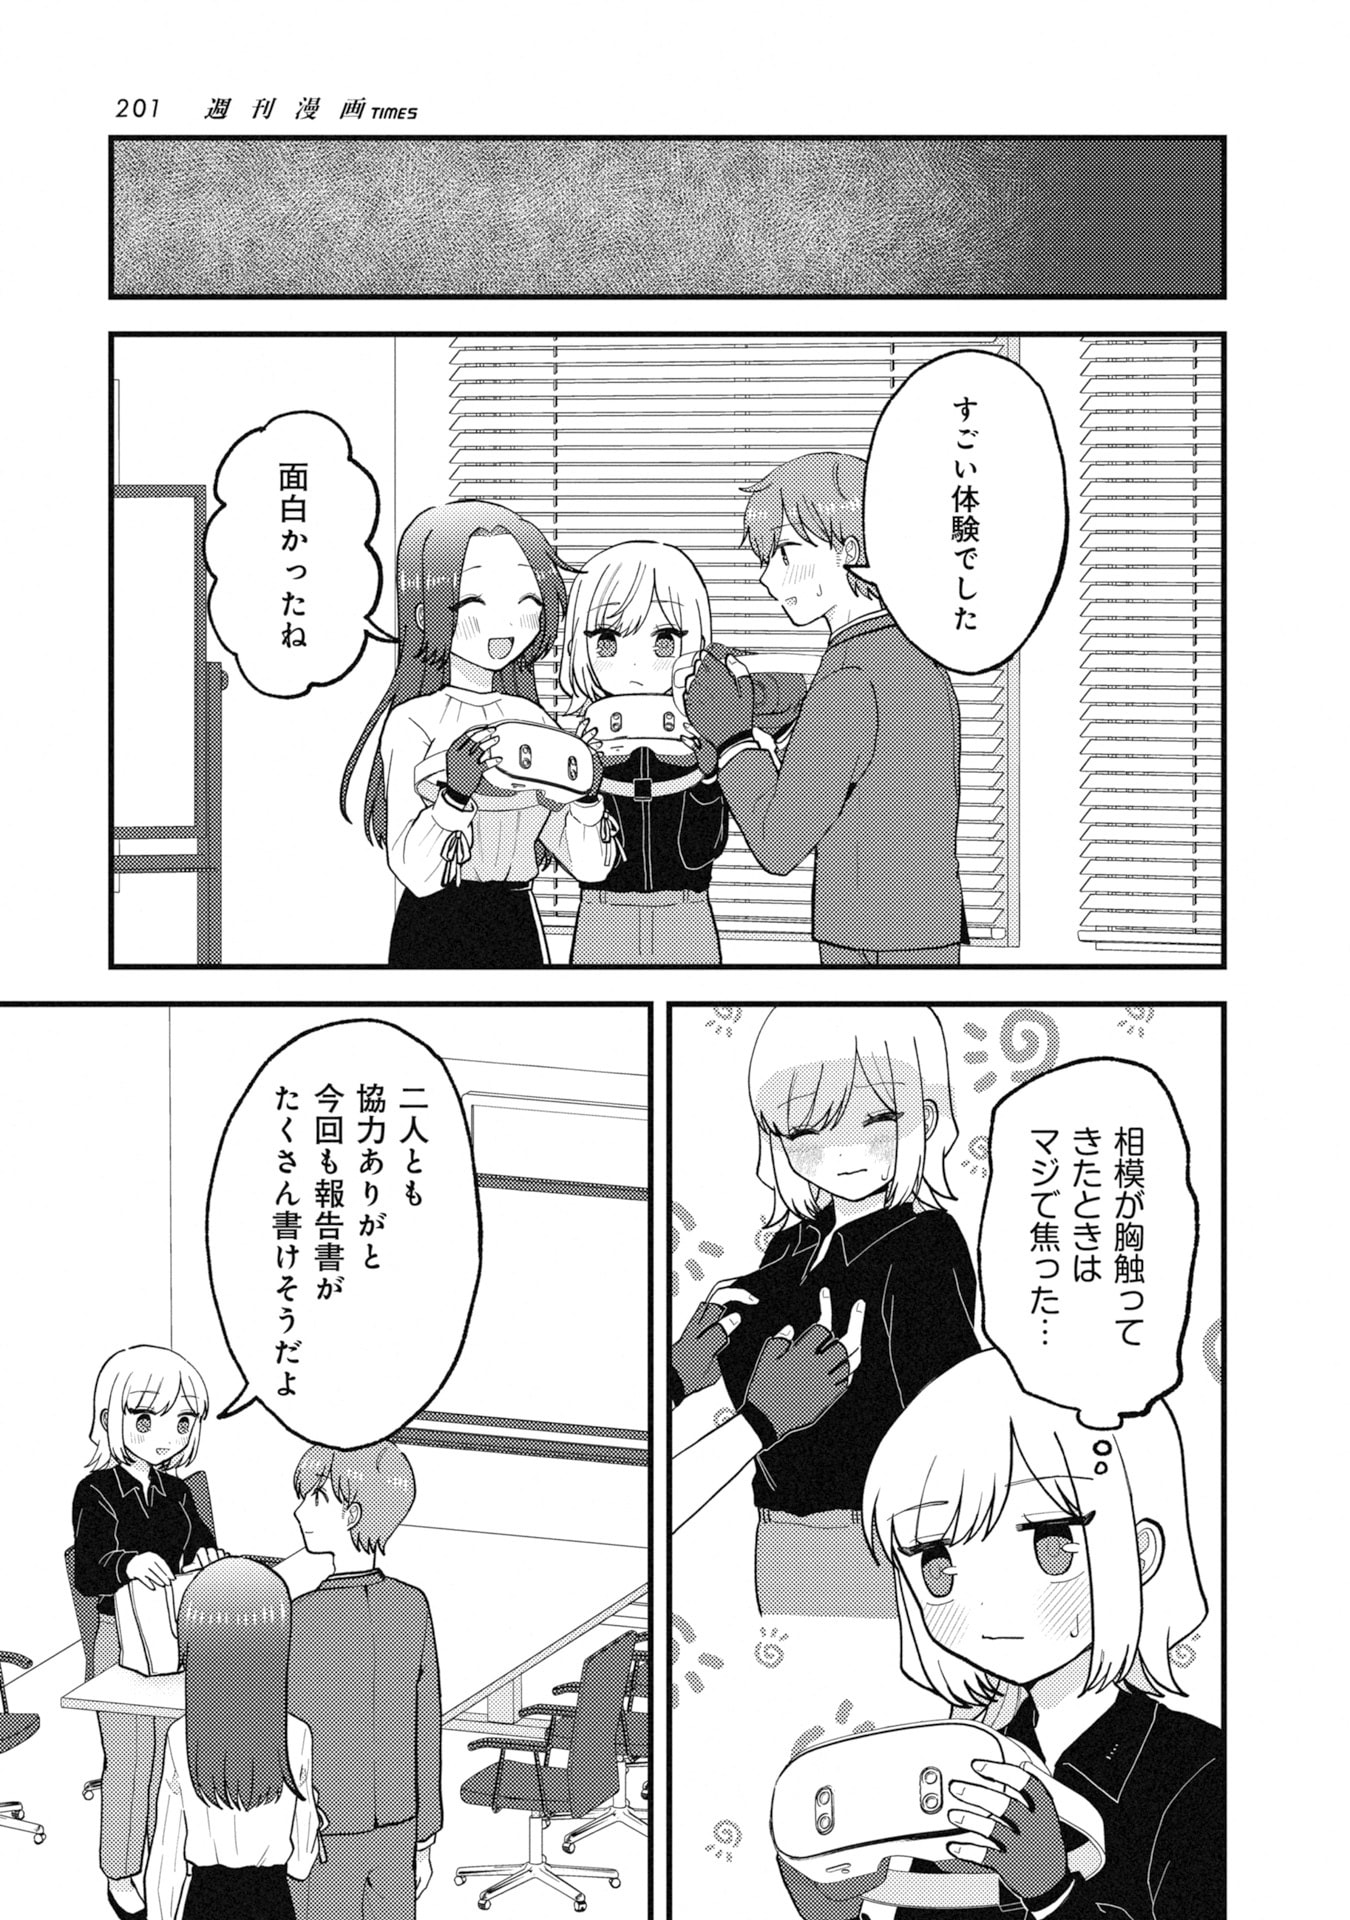 201 週刊漫画TIMES
すごい体験でした
面白かったね
相模が胸触って
きたときは
マジで焦った…
二人とも
協力ありがと
今回も報告書が
たくさん書けそうだよ